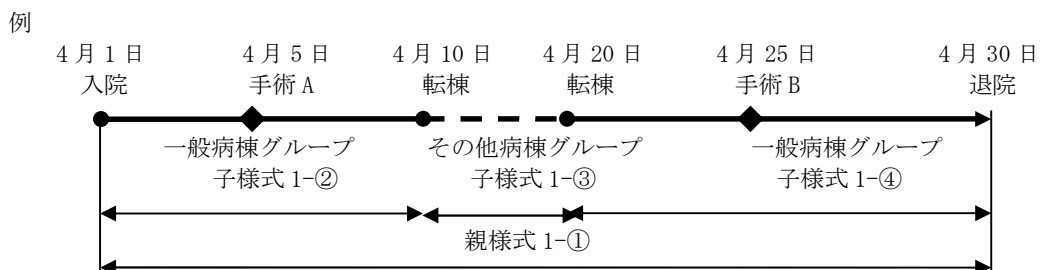 例
4月1日 4月5日 4月10日 4月20日 4月25日 4月30日
入院 手術A 転棟 転棟 手術B 退院
一般病棟グループ その他病棟グループ 一般病棟グループ
子様式1-② 子様式1-③ 子様式1-④
親様式1-①